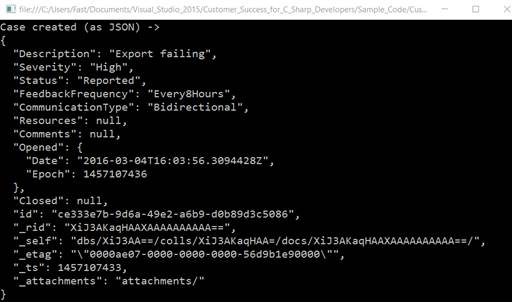 file:///C:/Users/Fast/Documents/Visual_Studio_2015/Customer_Success_for_C_Sharp_Developers/Sample_Code/Cus...
Case created (as JSON) ->
{
"Description": "Export failing",
"Severity": "High",
"Status": "Reported",
"FeedbackFrequency": "Every8Hours",
"CommunicationType": "Bidirectional",
"Resources": null,
"Comments": null,
"Opened": {
"Date": "2016-03-04T16:03:56.3094428Z",
"Epoch": 1457107436
},
"Closed": null,
"id": "ce333e7b-9d6a-49e2-a6b9-d0b89d3c5086",
"_rid": "XiJ3AKaqHAAXAAAAAAAAAA==",
"_self": "dbs/XiJ3AA==/colls/XiJ3AKaqHAA=/docs/XiJ3AKaqHAAXAAAAAAAAAA==/",
"_etag": "\"0000ae07-0000-0000-0000-56d9b1e90000\"",
"_ts": 1457107433,
"_attachments": "attachments/"
}